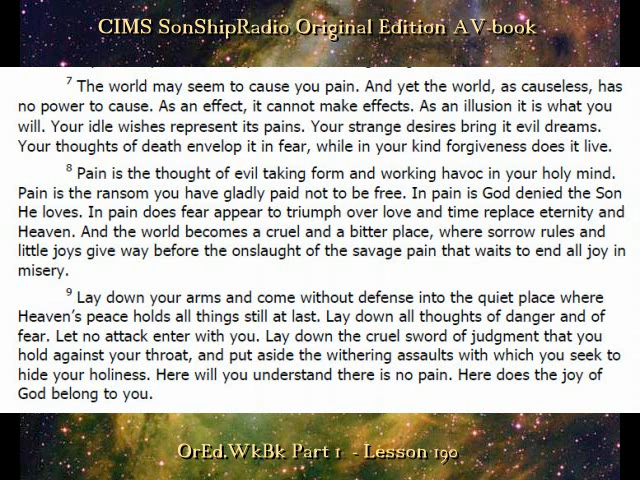 CIMS SonShipRadio Original Edition AV-book
7 The world may seem to cause you pain. And yet the world, as causeless, has
no power to cause. As an effect, it cannot make effects. As an illusion it is what you
will. Your idle wishes represent its pains. Your strange desires bring it evil dreams.
Your thoughts of death envelop it in fear, while in your kind forgiveness does it live.
8 Pain is the thought of evil taking form and working havoc in your holy mind.
Pain is the ransom you have gladly paid not to be free. In pain is God denied the Son
He loves. In pain does fear appear to triumph over love and time replace eternity and
Heaven. And the world becomes a cruel and a bitter place, where sorrow rules and
little joys give way before the onslaught of the savage pain that waits to end all joy in
misery.
9 Lay down your arms and come without defense into the quiet place where
Heaven's peace holds all things still at last. Lay down all thoughts of danger and of
fear. Let no attack enter with you. Lay down the cruel sword of judgment that you
hold against your throat, and put aside the withering assaults with which you seek to
hide your holiness. Here will you understand there is no pain. Here does the joy of
God belong to you.
OrEd.WkBk Part 1 - Lesson 190